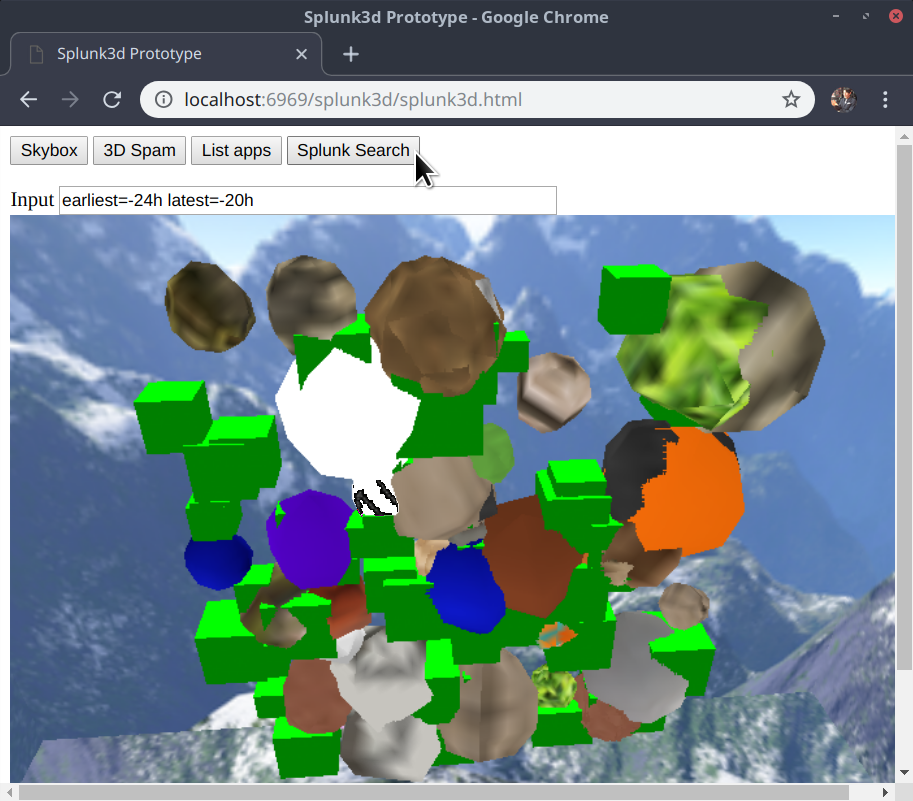 Splunk3d Prototype - Google Chrome
Splunk3d Prototype
localhost:6969/splunk3d/splunk3d.html
Skybox 3D Spam List apps Splunk Search
Input earliest=-24h latest=-20h